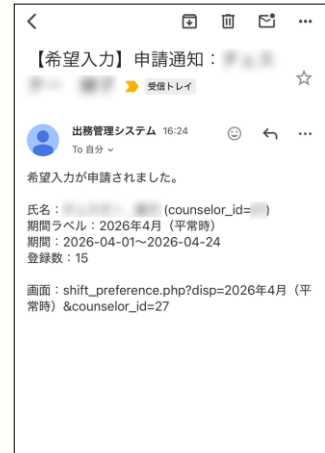 【希望入力】申請通知：
受信トレイ
出務管理システム 16:24
To 自分
希望入力が申請されました。
氏名： (counselor_id= )
期間ラベル：2026年4月（平常時）
期間：2026-04-01～2026-04-24
登録数：15
画面：shift_preference.php?disp=2026年4月（平
常時）&counselor_id=27